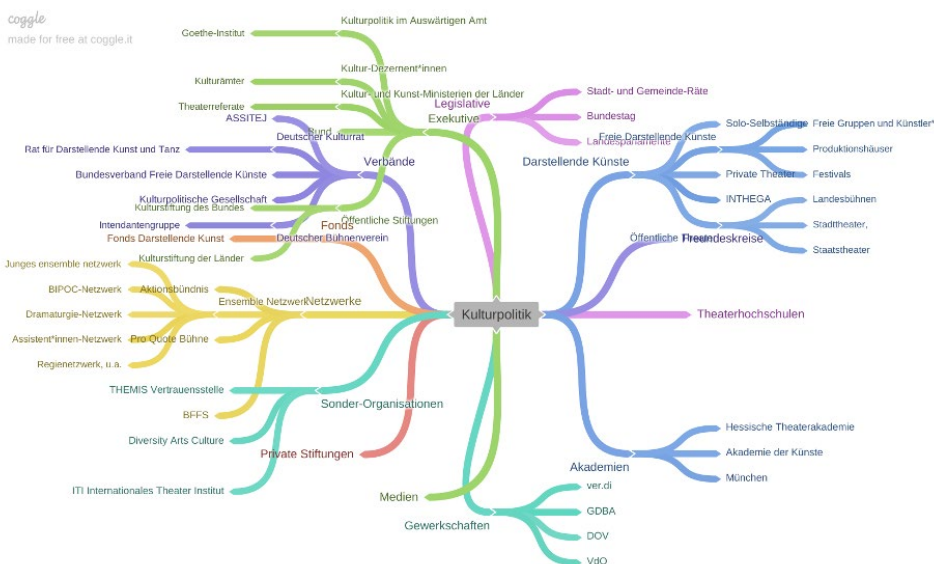 coggle
made for free at coggle.it
Kulturpolitik im Auswärtigen Amt
Goethe-Institut
Kultur-Dezernent*innen
Kulturämter
Kultur- und Kunst-Ministerien der Länder
Theaterreferate
Legislative
Exekutive
Stadt- und Gemeinde-Räte
Bundestag
Landesparlamente
ASSITEJ
Bund
Deutscher Kulturrat
Rat für Darstellende Kunst und Tanz
Verbände
Bundesverband Freie Darstellende Künste
Kulturpolitische Gesellschaft
Kulturstiftung des Bundes
Intendantengruppe
Öffentliche Stiftungen
Fonds
Fonds Darstellende Kunst
Deutscher Bühnenverein
Kulturstiftung der Länder
Solo-Selbständige
Freie Gruppen und Künstler*
Freie Darstellende Künste
Darstellende Künste
Produktionshäuser
Private Theater
Festivals
INTHEGA
Landesbühnen
Stadttheater,
Staatstheater
Öffentliche Theater
Freundeskreise
Junges ensemble netzwerk
BIPOC-Netzwerk
Aktionsbündnis
Ensemble Netzwerk
Netzwerke
Dramaturgie-Netzwerk
Assistent*innen-Netzwerk
Pro Quote Bühne
Regienetzwerk, u.a.
BFFS
Kulturpolitik
Theaterhochschulen
THEMIS Vertrauensstelle
Sonder-Organisationen
Diversity Arts Culture
ITI Internationales Theater Institut
Private Stiftungen
Medien
Gewerkschaften
ver.di
GDBA
DOV
VdO
Akademien
Hessische Theaterakademie
Akademie der Künste
München